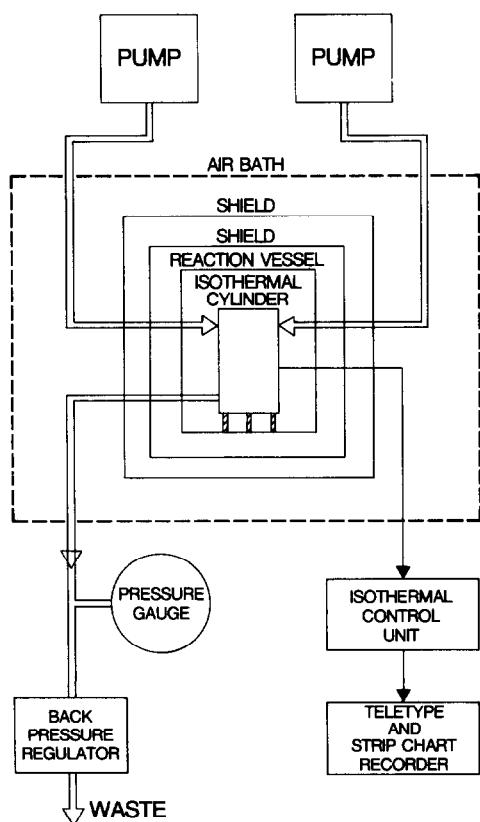 PUMP
PUMP
AIR BATH
SHIELD
SHIELD
REACTION VESSEL
ISOTHERMAL
CYLINDER
PRESSURE
GAUGE
ISOTHERMAL
CONTROL
UNIT
BACK
PRESSURE
REGULATOR
TELETYPE
AND
STRIP CHART
RECORDER
WASTE